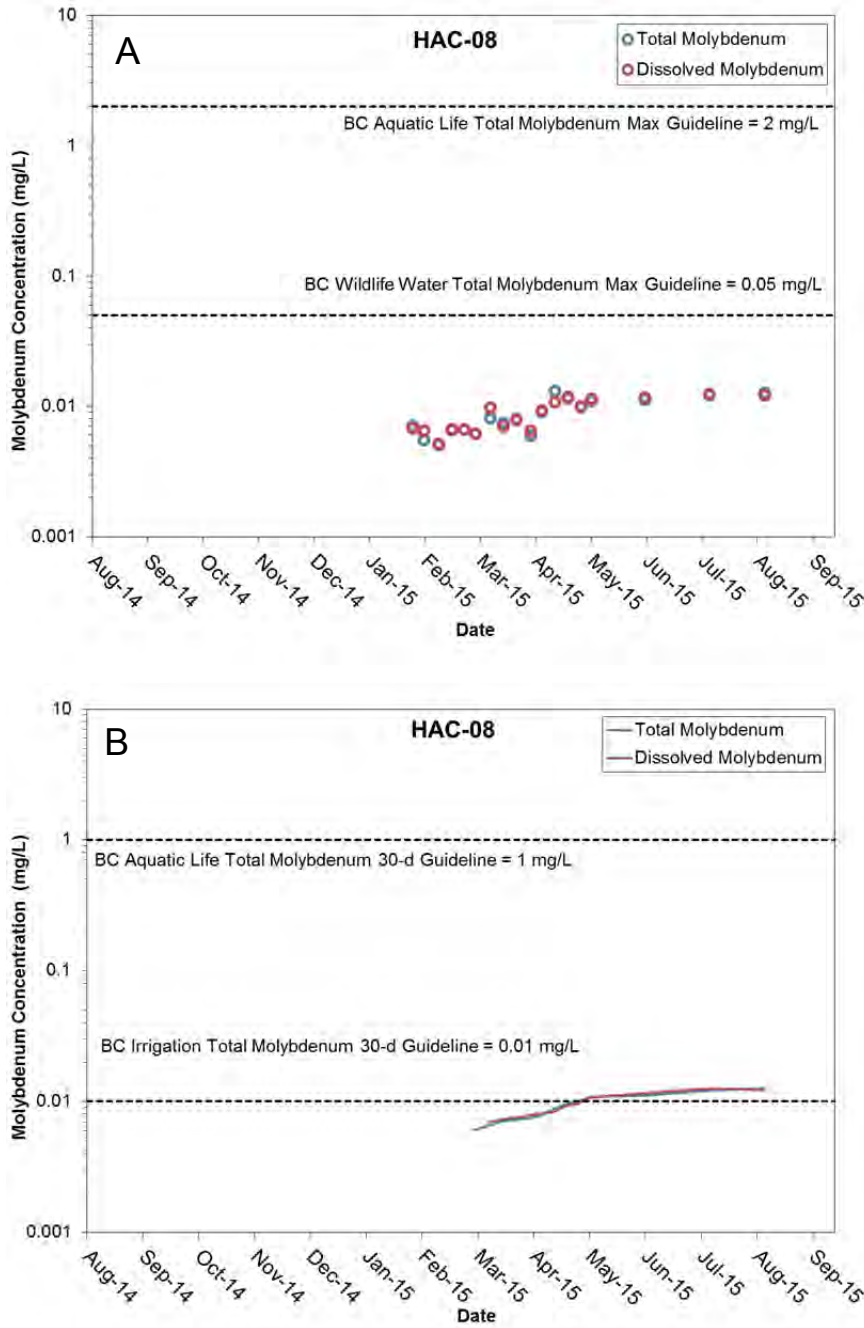 A
HAC-08
Total Molybdenum
Dissolved Molybdenum
BC Aquatic Life Total Molybdenum Max Guideline = 2 mg/L
BC Wildlife Water Total Molybdenum Max Guideline = 0.05 mg/L
Molybdenum Concentration (mg/L)
10
1
0.1
0.01
0.001
Aug-14
Sep-14
Oct-14
Nov-14
Dec-14
Jan-15
Feb-15
Mar-15
Apr-15
May-15
Jun-15
Jul-15
Aug-15
Sep-15
Date
B
HAC-08
Total Molybdenum
Dissolved Molybdenum
BC Aquatic Life Total Molybdenum 30-d Guideline = 1 mg/L
BC Irrigation Total Molybdenum 30-d Guideline = 0.01 mg/L
Molybdenum Concentration (mg/L)
10
1
0.1
0.01
0.001
Aug-14
Sep-14
Oct-14
Nov-14
Dec-14
Jan-15
Feb-15
Mar-15
Apr-15
May-15
Jun-15
Jul-15
Aug-15
Sep-15
Date